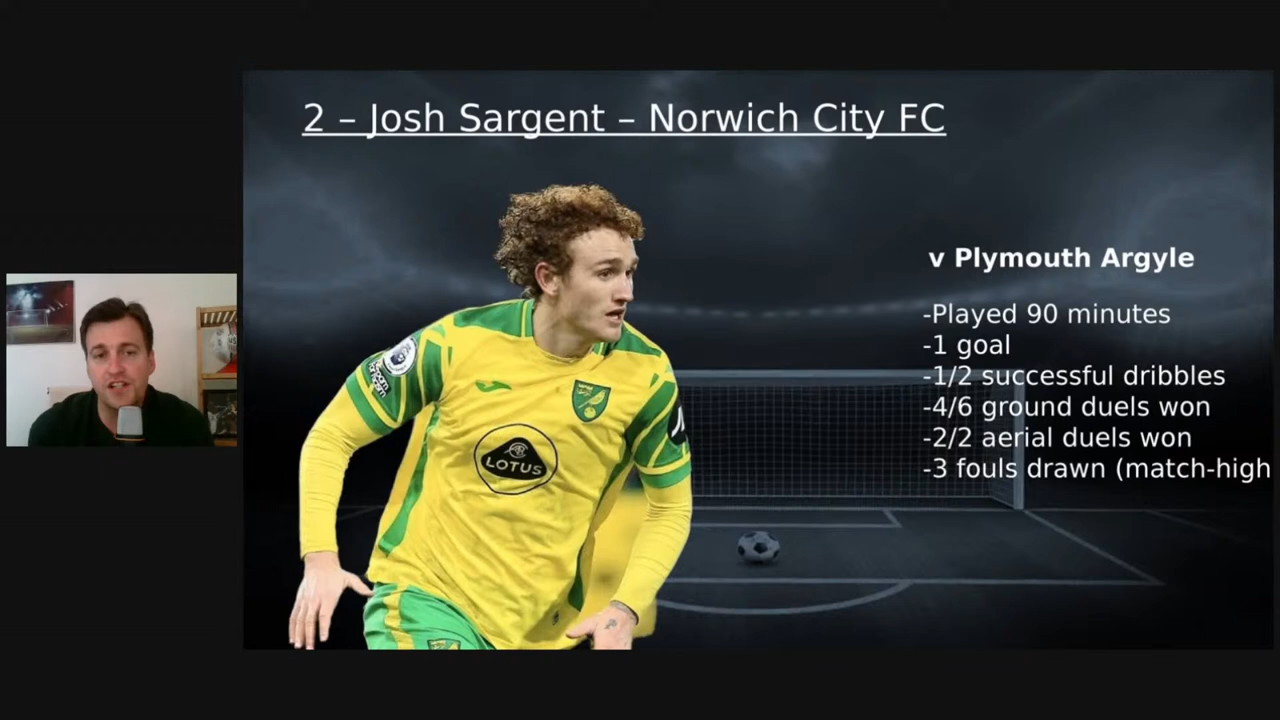 2 – Josh Sargent – Norwich City FC
v Plymouth Argyle
-Played 90 minutes
-1 goal
-1/2 successful dribbles
-4/6 ground duels won
-2/2 aerial duels won
-3 fouls drawn (match-high
LOTUS